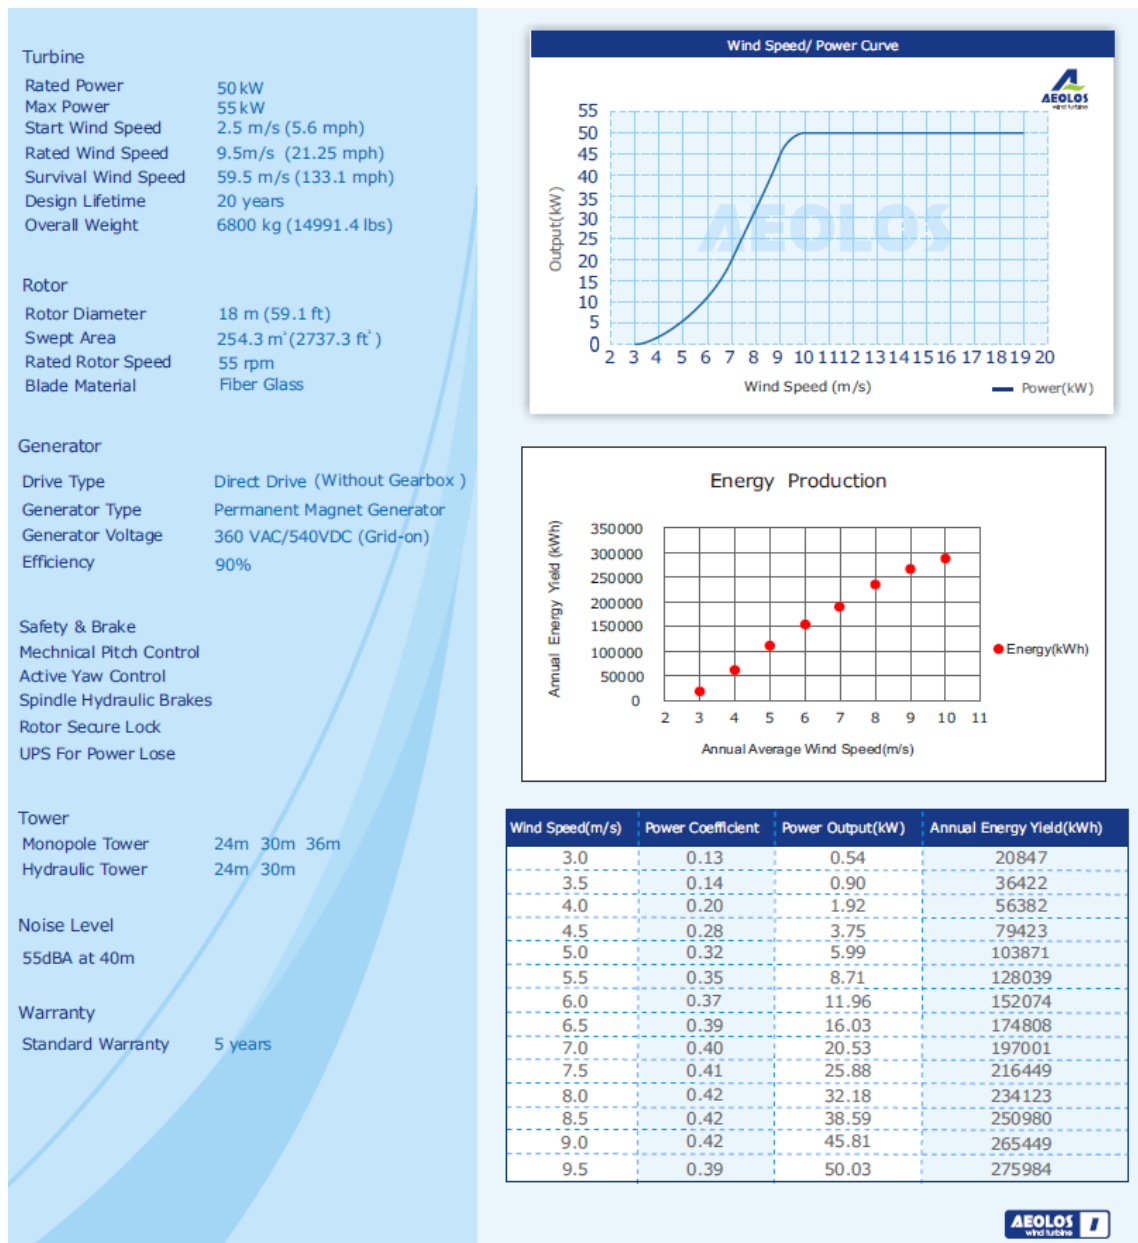 Turbine
Rated Power 50 kW
Max Power 55 kW
Start Wind Speed 2.5 m/s (5.6 mph)
Rated Wind Speed 9.5m/s (21.25 mph)
Survival Wind Speed 59.5 m/s (133.1 mph)
Design Lifetime 20 years
Overall Weight 6800 kg (14991.4 lbs)
Rotor
Rotor Diameter 18 m (59.1 ft)
Swept Area 254.3 m² (2737.3 ft²)
Rated Rotor Speed 55 rpm
Blade Material Fiber Glass
Generator
Drive Type Direct Drive (Without Gearbox )
Generator Type Permanent Magnet Generator
Generator Voltage 360 VAC/540VDC (Grid-on)
Efficiency 90%
Safety & Brake
Mechnical Pitch Control
Active Yaw Control
Spindle Hydraulic Brakes
Rotor Secure Lock
UPS For Power Lose
Tower
Monopole Tower 24m 30m 36m
Hydraulic Tower 24m 30m
Noise Level
55dBA at 40m
Warranty
Standard Warranty 5 years
Wind Speed/ Power Curve
AEOLOS
wind turbine
Output(kW)
55
50
45
40
35
30
25
20
15
10
5
0
AEOLOS
2 3 4 5 6 7 8 9 10 11 12 13 14 15 16 17 18 19 20
Wind Speed (m/s)
Power(kW)
Energy Production
Annual Energy Yield (kWh)
350000
300000
250000
200000
150000
100000
50000
0
2 3 4 5 6 7 8 9 10 11
Energy(kWh)
Annual Average Wind Speed(m/s)
Wind Speed(m/s) Power Coefficient Power Output(kW) Annual Energy Yield(kWh)
3.0 0.13 0.54 20847
3.5 0.14 0.90 36422
4.0 0.20 1.92 56382
4.5 0.28 3.75 79423
5.0 0.32 5.99 103871
5.5 0.35 8.71 128039
6.0 0.37 11.96 152074
6.5 0.39 16.03 174808
7.0 0.40 20.53 197001
7.5 0.41 25.88 216449
8.0 0.42 32.18 234123
8.5 0.42 38.59 250980
9.0 0.42 45.81 265449
9.5 0.39 50.03 275984
AEOLOS
wind turbine